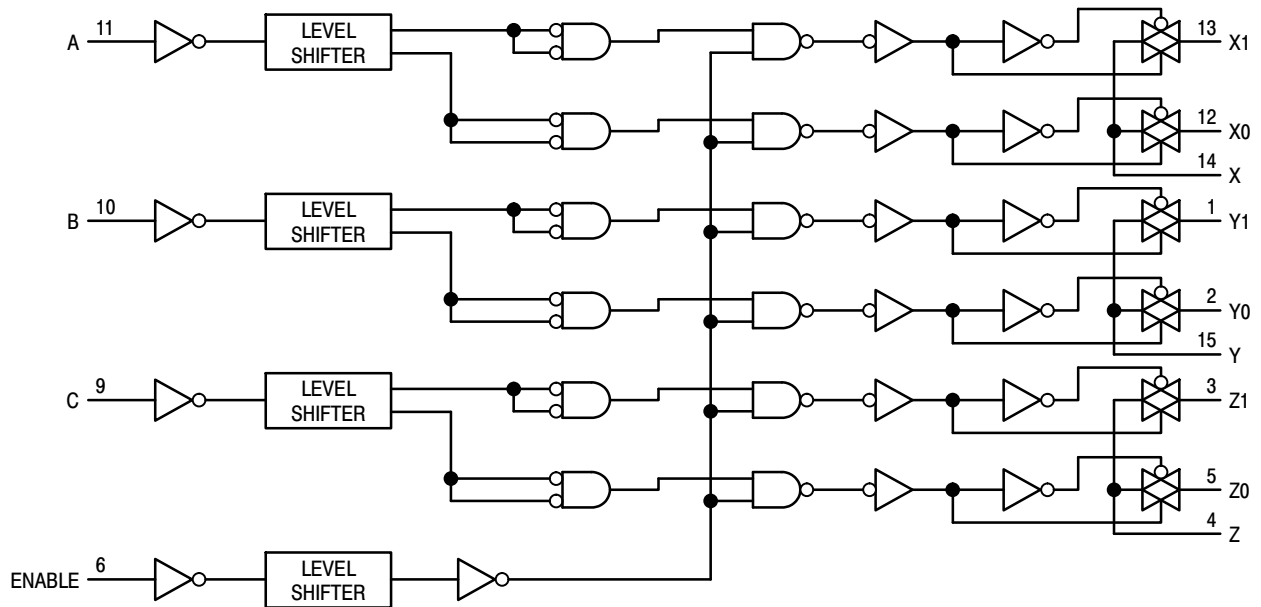 A 11 LEVEL SHIFTER 13 X1
12 X0
14 X
B 10 LEVEL SHIFTER 1 Y1
2 Y0
15 Y
C 9 LEVEL SHIFTER 3 Z1
5 Z0
4 Z
ENABLE 6 LEVEL SHIFTER